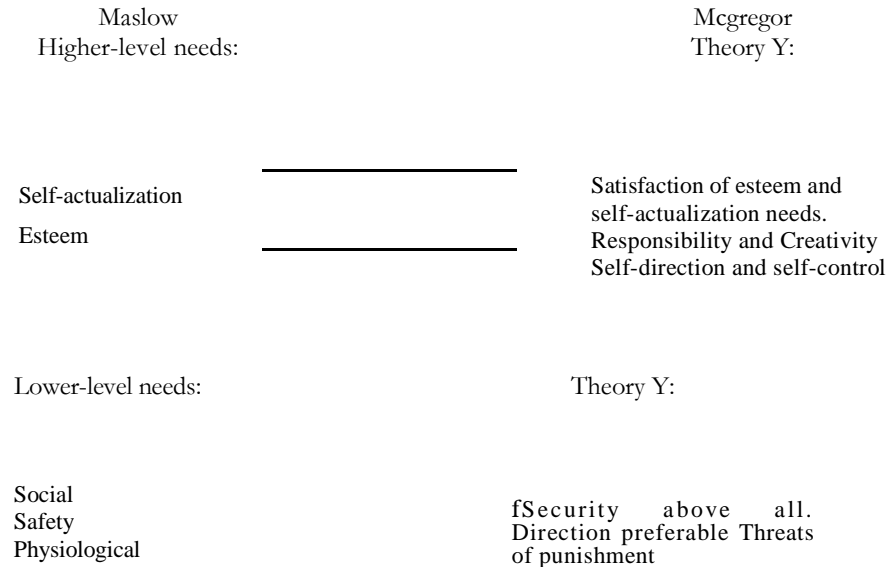 Maslow
Higher-level needs:
Mcgregor
Theory Y:
Self-actualization
Esteem
Satisfaction of esteem and
self-actualization needs.
Responsibility and Creativity
Self-direction and self-control
Lower-level needs:
Theory Y:
Social
Safety
Physiological
fSecurity above all.
Direction preferable Threats
of punishment